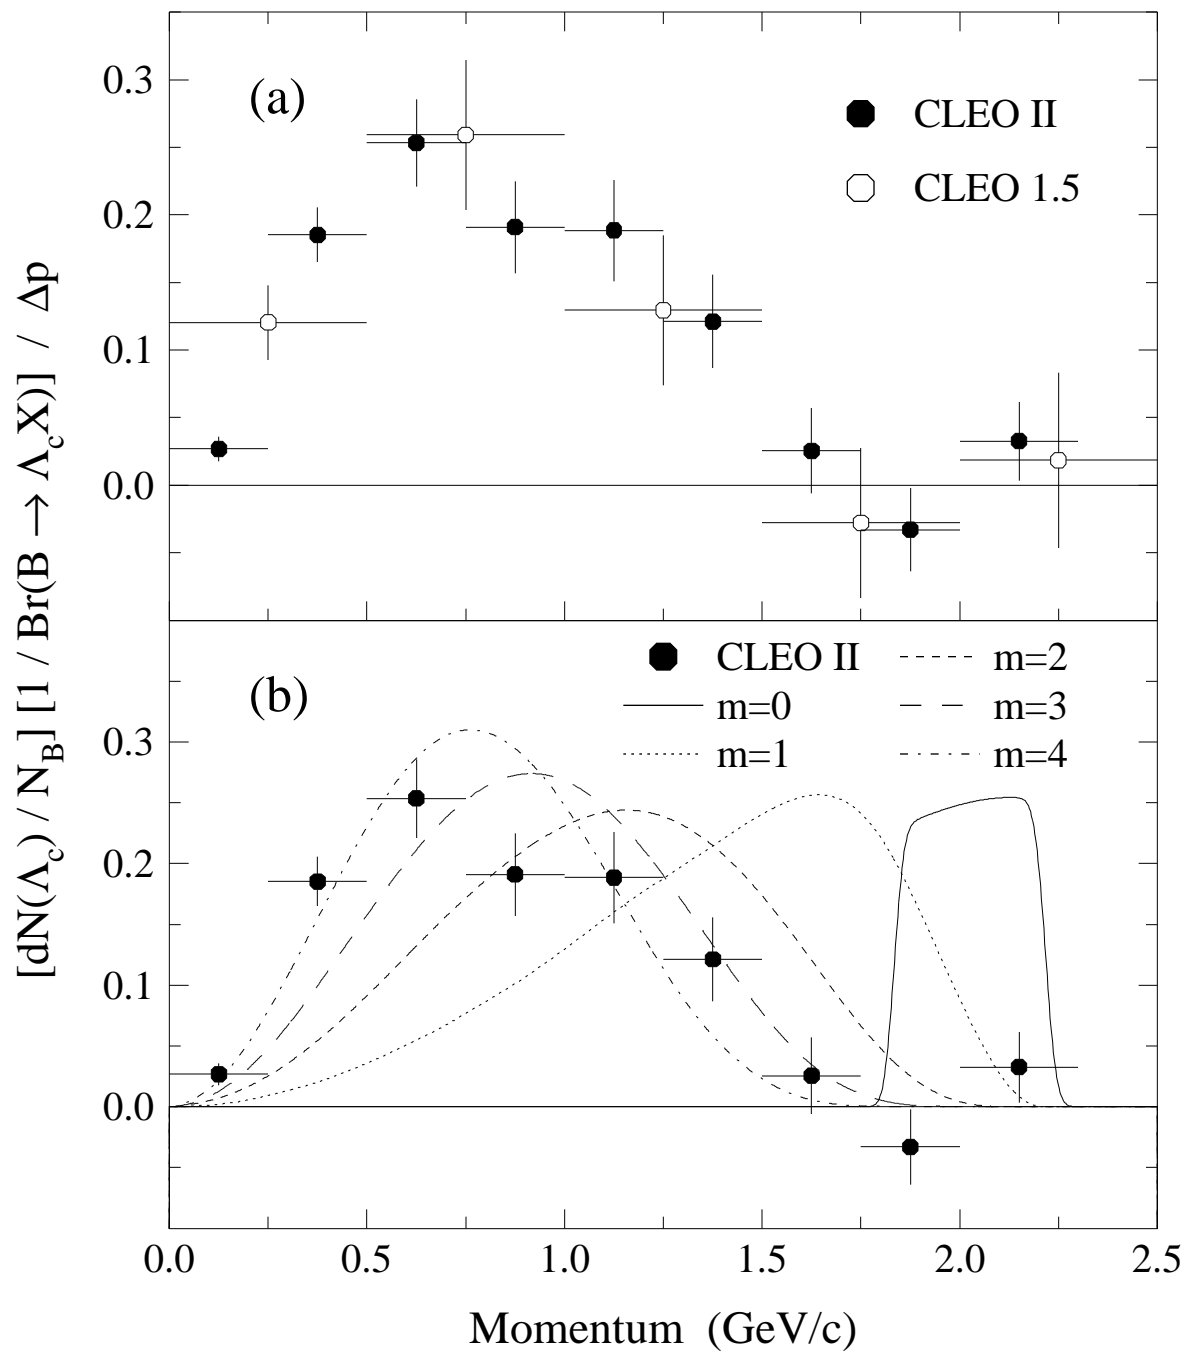 [dN(Λc) / NB] [1 / Br(B → ΛcX)] / Δp
(a)
CLEO II
CLEO 1.5
0.3
0.2
0.1
0.0
(b)
CLEO II
m=2
m=0
m=3
m=1
m=4
0.3
0.2
0.1
0.0
0.0 0.5 1.0 1.5 2.0 2.5
Momentum (GeV/c)